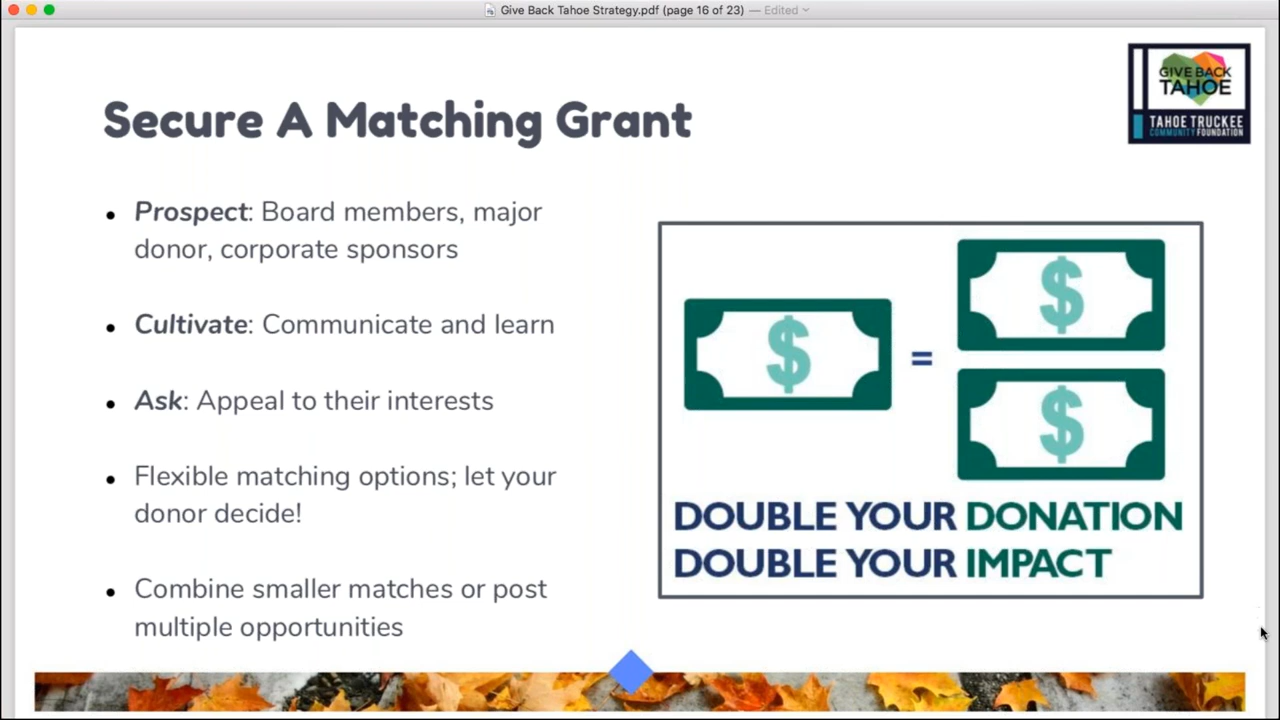 Give Back Tahoe Strategy.pdf (page 16 of 23) — Edited
GIVE BACK
TAHOE
TAHOE TRUCKEE
COMMUNITY FOUNDATION
Secure A Matching Grant
• Prospect: Board members, major
donor, corporate sponsors
• Cultivate: Communicate and learn
• Ask: Appeal to their interests
• Flexible matching options; let your
donor decide!
• Combine smaller matches or post
multiple opportunities
$
=
$
$
DOUBLE YOUR DONATION
DOUBLE YOUR IMPACT